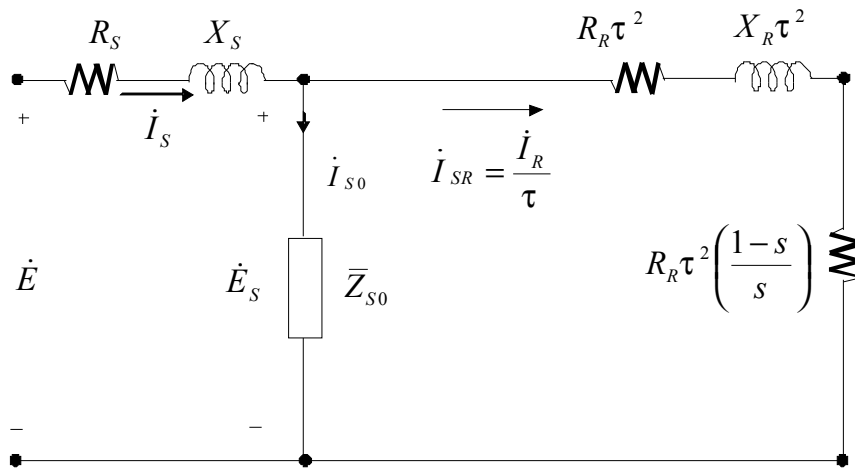 R_S
X_S
R_R τ²
X_R τ²
+
İ_S
+
İ_S0
İ_SR = İ_R / τ
Ė
Ė_S
Z̅_S0
R_R τ² ( (1 − s) / s )
−
−